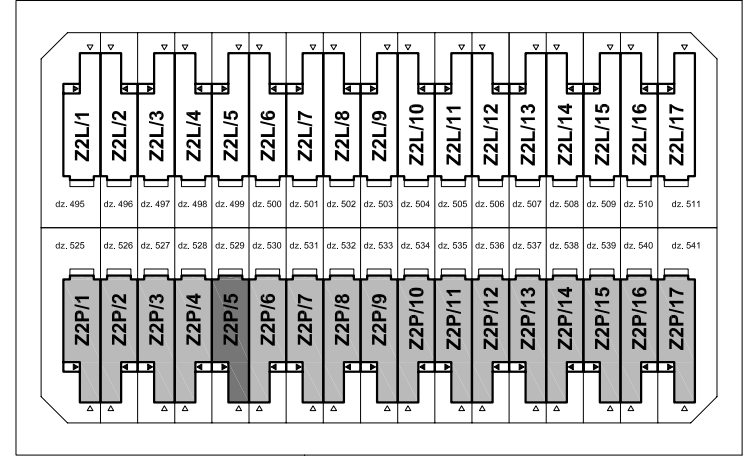 Z2L/1 Z2L/2 Z2L/3 Z2L/4 Z2L/5 Z2L/6 Z2L/7 Z2L/8 Z2L/9 Z2L/10 Z2L/11 Z2L/12 Z2L/13 Z2L/14 Z2L/15 Z2L/16 Z2L/17
dz. 495 dz. 496 dz. 497 dz. 498 dz. 499 dz. 500 dz. 501 dz. 502 dz. 503 dz. 504 dz. 505 dz. 506 dz. 507 dz. 508 dz. 509 dz. 510 dz. 511
dz. 525 dz. 526 dz. 527 dz. 528 dz. 529 dz. 530 dz. 531 dz. 532 dz. 533 dz. 534 dz. 535 dz. 536 dz. 537 dz. 538 dz. 539 dz. 540 dz. 541
Z2P/1 Z2P/2 Z2P/3 Z2P/4 Z2P/5 Z2P/6 Z2P/7 Z2P/8 Z2P/9 Z2P/10 Z2P/11 Z2P/12 Z2P/13 Z2P/14 Z2P/15 Z2P/16 Z2P/17